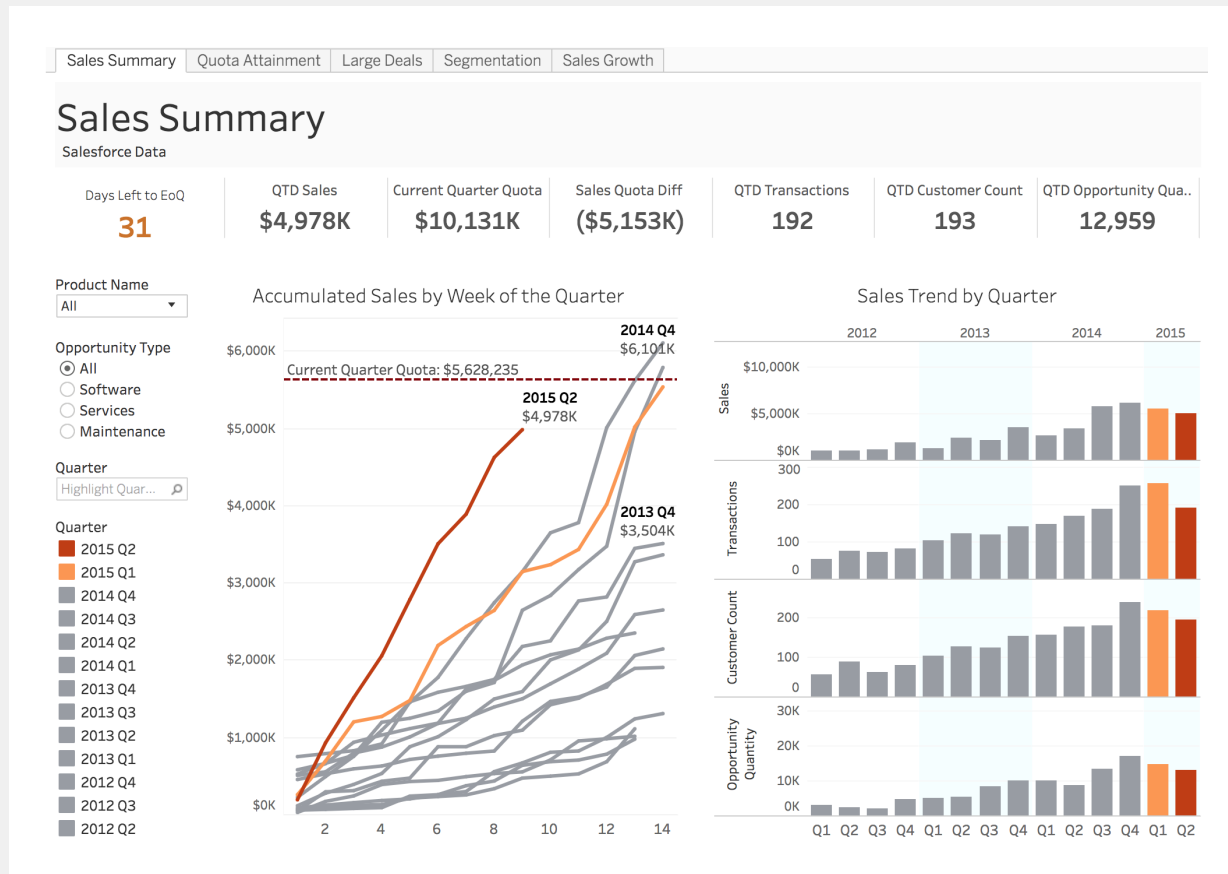 Sales Summary
Quota Attainment
Large Deals
Segmentation
Sales Growth
Sales Summary
Salesforce Data
Days Left to EoQ
31
QTD Sales
$4,978K
Current Quarter Quota
$10,131K
Sales Quota Diff
($5,153K)
QTD Transactions
192
QTD Customer Count
193
QTD Opportunity Qua..
12,959
Product Name
All
Opportunity Type
All
Software
Services
Maintenance
Quarter
Highlight Quar...
Quarter
2015 Q2
2015 Q1
2014 Q4
2014 Q3
2014 Q2
2014 Q1
2013 Q4
2013 Q3
2013 Q2
2013 Q1
2012 Q4
2012 Q3
2012 Q2
Accumulated Sales by Week of the Quarter
$6,000K
$5,000K
$4,000K
$3,000K
$2,000K
$1,000K
$0K
Current Quarter Quota: $5,628,235
2014 Q4
$6,101K
2015 Q2
$4,978K
2013 Q4
$3,504K
2 4 6 8 10 12 14
Sales Trend by Quarter
2012 2013 2014 2015
Sales
$10,000K
$5,000K
$0K
Transactions
300
200
100
0
Customer Count
200
100
0
Opportunity
Quantity
30K
20K
10K
0K
Q1 Q2 Q3 Q4 Q1 Q2 Q3 Q4 Q1 Q2 Q3 Q4 Q1 Q2